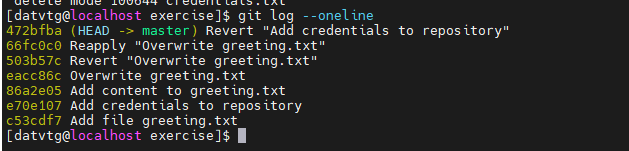 delete mode 100644 credentials.txt
[datvtg@localhost exercise]$ git log --oneline
472bfba (HEAD -> master) Revert "Add credentials to repository"
66fc0c0 Reapply "Overwrite greeting.txt"
503b57c Revert "Overwrite greeting.txt"
eacc86c Overwrite greeting.txt
86a2e05 Add content to greeting.txt
e70e107 Add credentials to repository
c53cdf7 Add file greeting.txt
[datvtg@localhost exercise]$